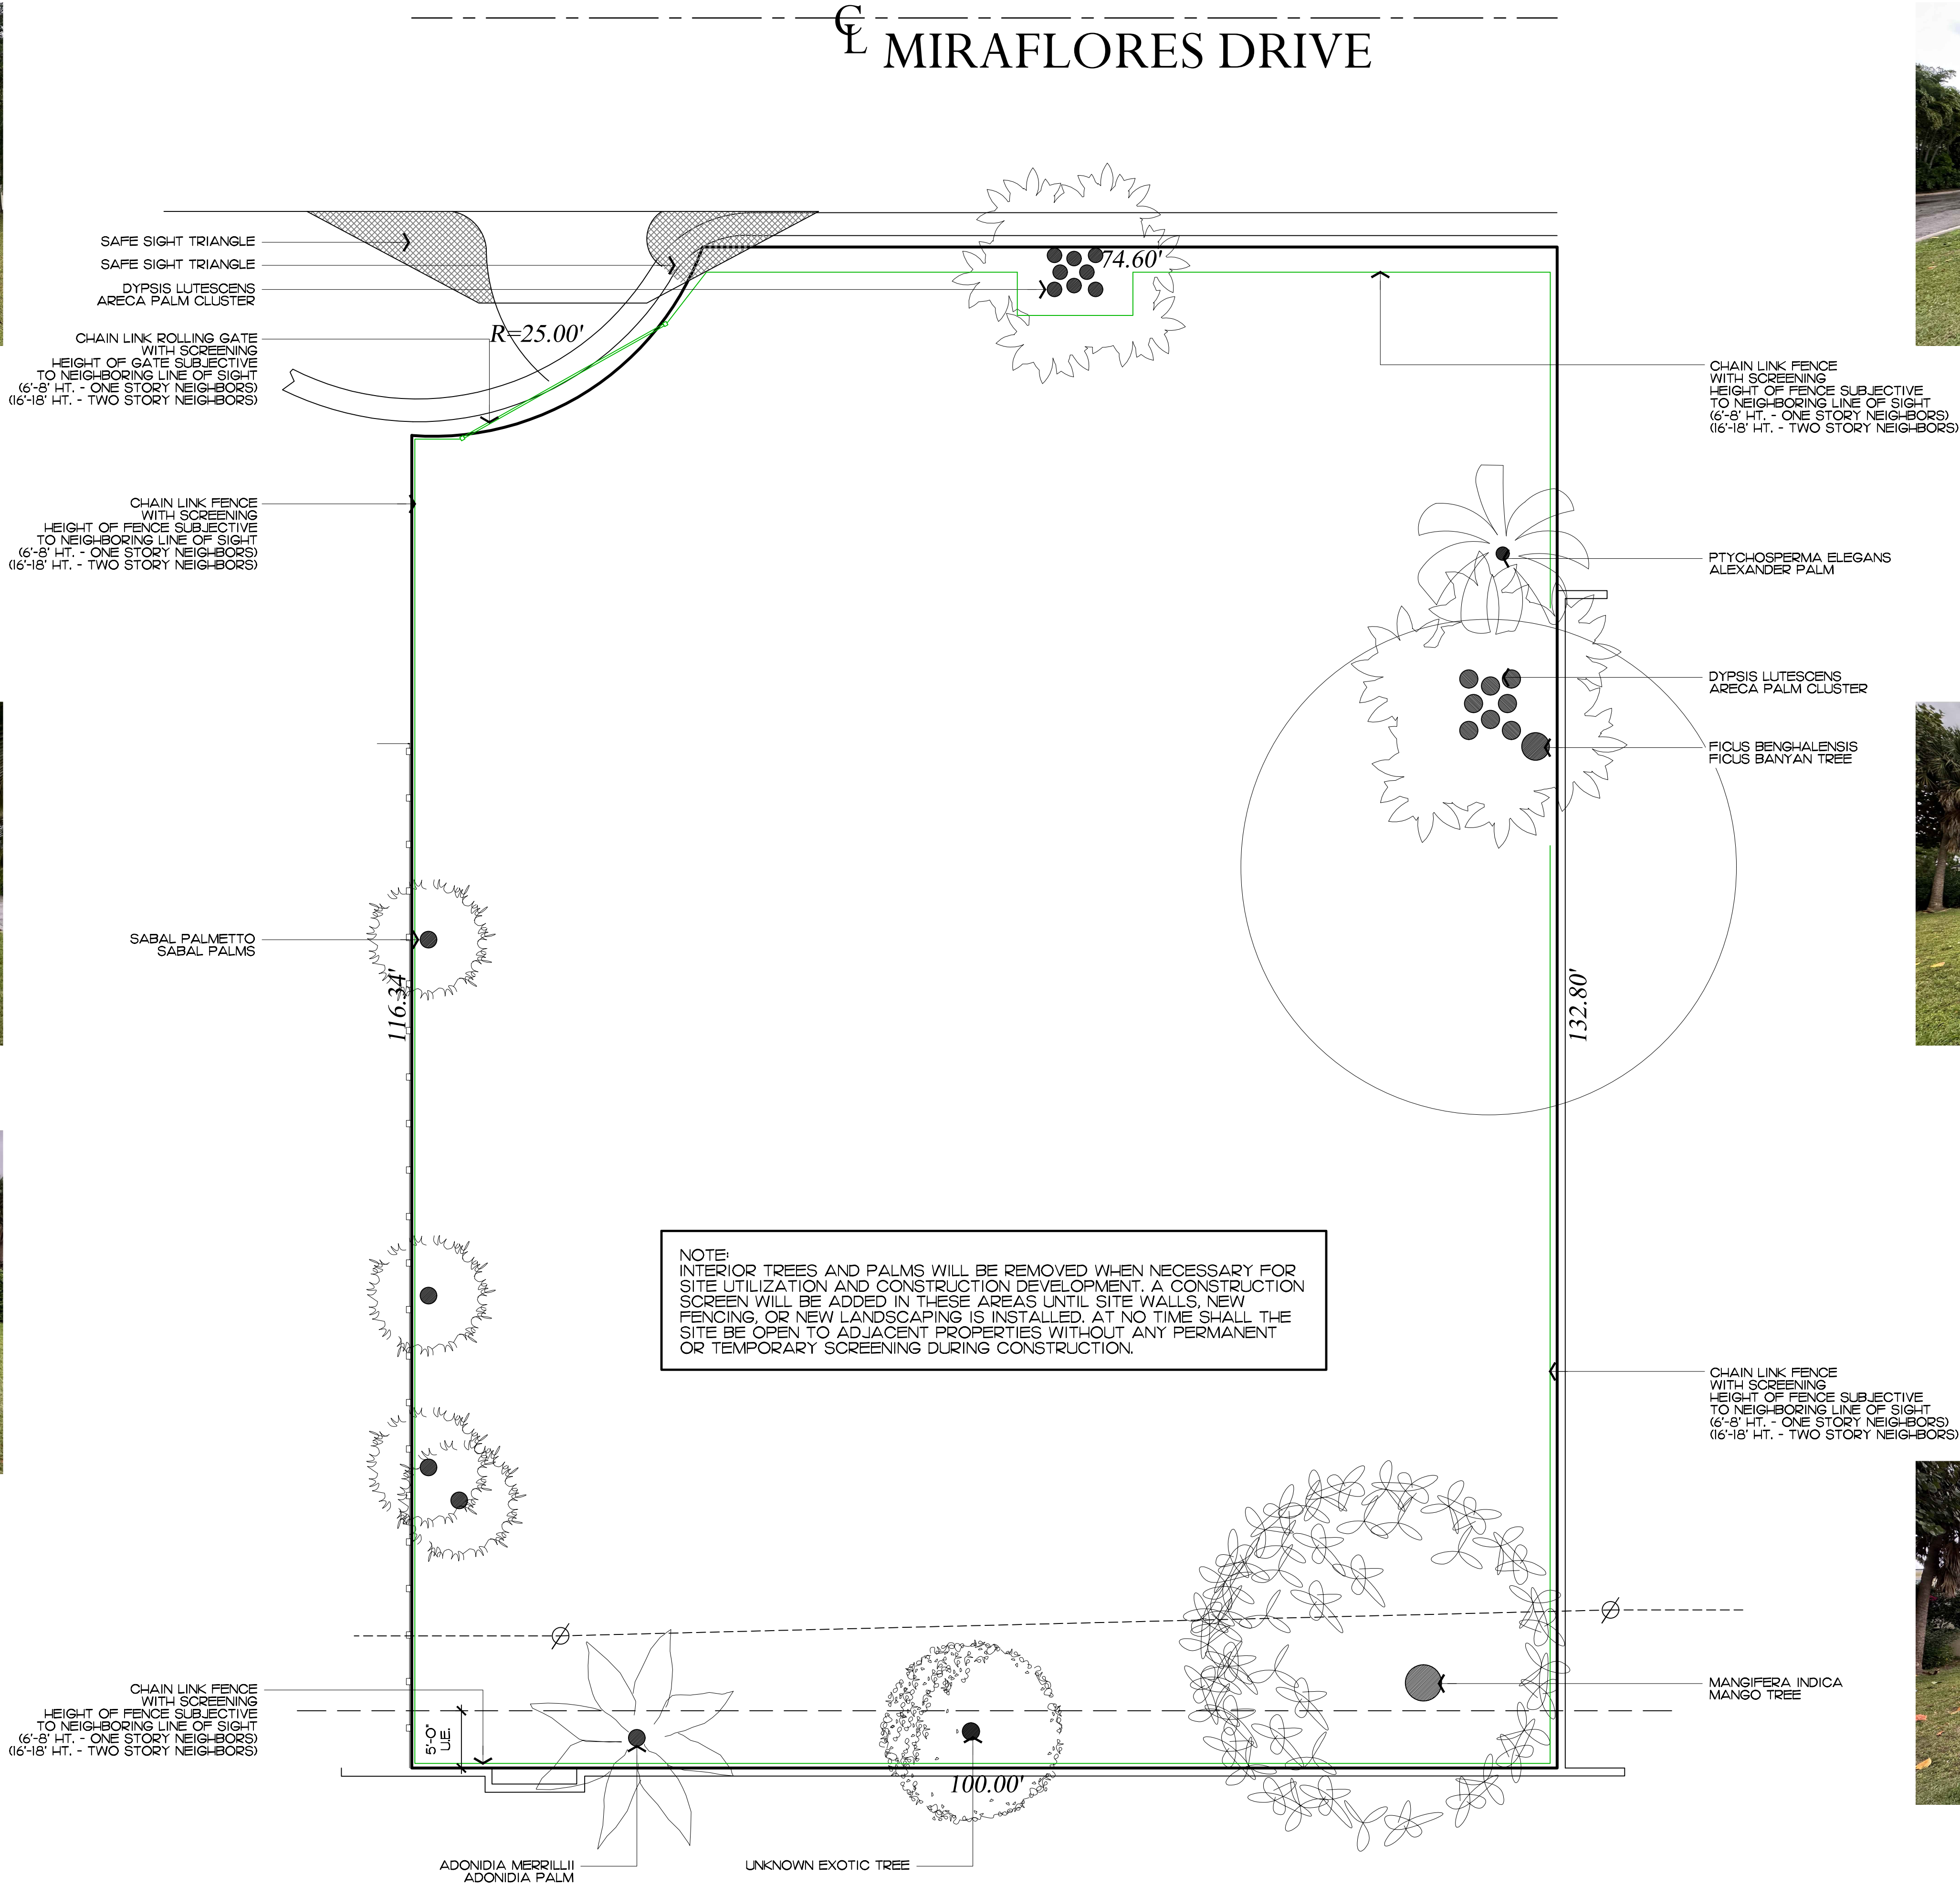 CL MIRAFLORES DRIVE
SAFE SIGHT TRIANGLE
SAFE SIGHT TRIANGLE
DYPSIS LUTESCENS
ARECA PALM CLUSTER
74.60'
R=25.00'
CHAIN LINK ROLLING GATE
WITH SCREENING
HEIGHT OF GATE SUBJECTIVE
TO NEIGHBORING LINE OF SIGHT
(6'-8' HT. - ONE STORY NEIGHBORS)
(16'-18' HT. - TWO STORY NEIGHBORS)
CHAIN LINK FENCE
WITH SCREENING
HEIGHT OF FENCE SUBJECTIVE
TO NEIGHBORING LINE OF SIGHT
(6'-8' HT. - ONE STORY NEIGHBORS)
(16'-18' HT. - TWO STORY NEIGHBORS)
CHAIN LINK FENCE
WITH SCREENING
HEIGHT OF FENCE SUBJECTIVE
TO NEIGHBORING LINE OF SIGHT
(6'-8' HT. - ONE STORY NEIGHBORS)
(16'-18' HT. - TWO STORY NEIGHBORS)
PTYCHOSPERMA ELEGANS
ALEXANDER PALM
DYPSIS LUTESCENS
ARECA PALM CLUSTER
FICUS BENGHALENSIS
FICUS BANYAN TREE
SABAL PALMETTO
SABAL PALMS
116.34'
132.80'
NOTE:
INTERIOR TREES AND PALMS WILL BE REMOVED WHEN NECESSARY FOR
SITE UTILIZATION AND CONSTRUCTION DEVELOPMENT. A CONSTRUCTION
SCREEN WILL BE ADDED IN THESE AREAS UNTIL SITE WALLS, NEW
FENCING, OR NEW LANDSCAPING IS INSTALLED. AT NO TIME SHALL THE
SITE BE OPEN TO ADJACENT PROPERTIES WITHOUT ANY PERMANENT
OR TEMPORARY SCREENING DURING CONSTRUCTION.
CHAIN LINK FENCE
WITH SCREENING
HEIGHT OF FENCE SUBJECTIVE
TO NEIGHBORING LINE OF SIGHT
(6'-8' HT. - ONE STORY NEIGHBORS)
(16'-18' HT. - TWO STORY NEIGHBORS)
CHAIN LINK FENCE
WITH SCREENING
HEIGHT OF FENCE SUBJECTIVE
TO NEIGHBORING LINE OF SIGHT
(6'-8' HT. - ONE STORY NEIGHBORS)
(16'-18' HT. - TWO STORY NEIGHBORS)
5'-0"
U.E.
MANGIFERA INDICA
MANGO TREE
100.00'
ADONIDIA MERRILLII
ADONIDIA PALM
UNKNOWN EXOTIC TREE